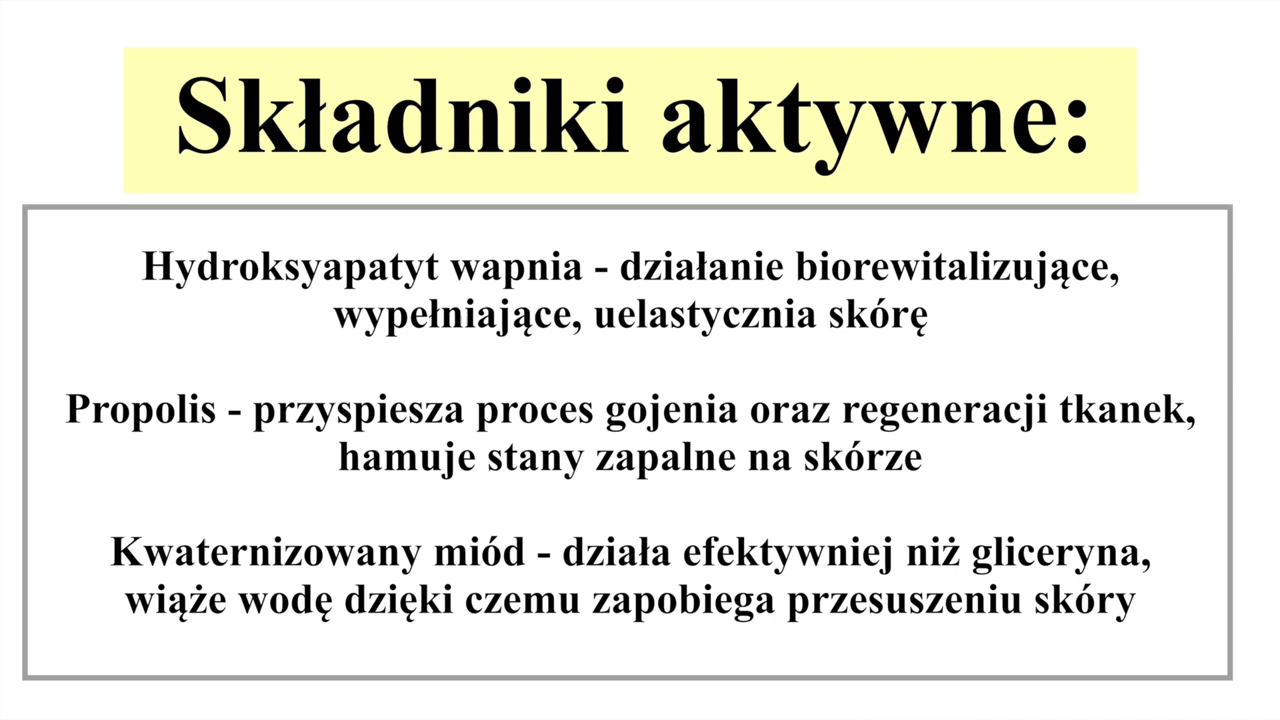 Składniki aktywne:
Hydroksyapatyt wapnia - działanie biorewitalizujące,
wypełniające, uelastycznia skórę
Propolis - przyspiesza proces gojenia oraz regeneracji tkanek,
hamuje stany zapalne na skórze
Kwaternizowany miód - działa efektywniej niż gliceryna,
wiąże wodę dzięki czemu zapobiega przesuszeniu skóry